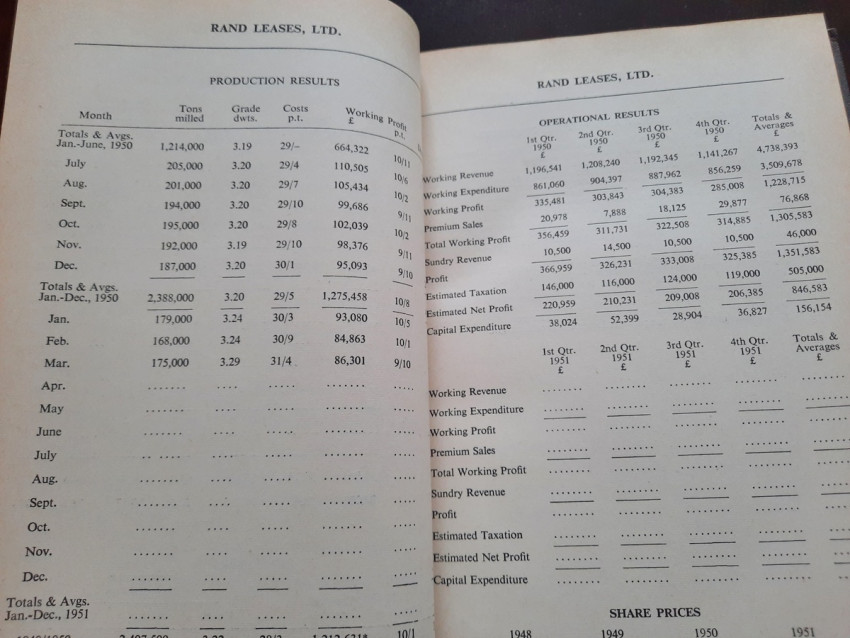 RAND LEASES, LTD.
PRODUCTION RESULTS
Month Tons milled Grade dwts. Costs p.t. Working Profit £ p.t.
Totals & Avgs.
Jan.-June, 1950 1,214,000 3.19 29/– 664,322 10/11
July 205,000 3.20 29/4 110,505 10/6
Aug. 201,000 3.20 29/7 105,434 10/2
Sept. 194,000 3.20 29/10 99,686 9/11
Oct. 195,000 3.20 29/8 102,039 10/2
Nov. 192,000 3.19 29/10 98,376 9/11
Dec. 187,000 3.20 30/1 95,093 9/10
Totals & Avgs.
Jan.-Dec., 1950 2,388,000 3.20 29/5 1,275,458 10/8
Jan. 179,000 3.24 30/3 93,080 10/5
Feb. 168,000 3.24 30/9 84,863 10/1
Mar. 175,000 3.29 31/4 86,301 9/10
Apr.
May
June
July
Aug.
Sept.
Oct.
Nov.
Dec.
Totals & Avgs.
Jan.-Dec., 1951
10/1
RAND LEASES, LTD.
OPERATIONAL RESULTS
1st Qtr. 2nd Qtr. 3rd Qtr. 4th Qtr. Totals &
1950 1950 1950 1950 Averages
£ £ £ £ £
Working Revenue 1,196,541 1,208,240 1,192,345 1,141,267 4,738,393
Working Expenditure 861,060 904,397 887,962 856,259 3,509,678
Working Profit 335,481 303,843 304,383 285,008 1,228,715
Premium Sales 20,978 7,888 18,125 29,877 76,868
Total Working Profit 356,459 311,731 322,508 314,885 1,305,583
Sundry Revenue 10,500 14,500 10,500 10,500 46,000
Profit 366,959 326,231 333,008 325,385 1,351,583
Estimated Taxation 146,000 116,000 124,000 119,000 505,000
Estimated Net Profit 220,959 210,231 209,008 206,385 846,583
Capital Expenditure 38,024 52,399 28,904 36,827 156,154
1st Qtr. 2nd Qtr. 3rd Qtr. 4th Qtr. Totals &
1951 1951 1951 1951 Averages
£ £ £ £ £
Working Revenue
Working Expenditure
Working Profit
Premium Sales
Total Working Profit
Sundry Revenue
Profit
Estimated Taxation
Estimated Net Profit
Capital Expenditure
SHARE PRICES
1948 1949 1950 1951